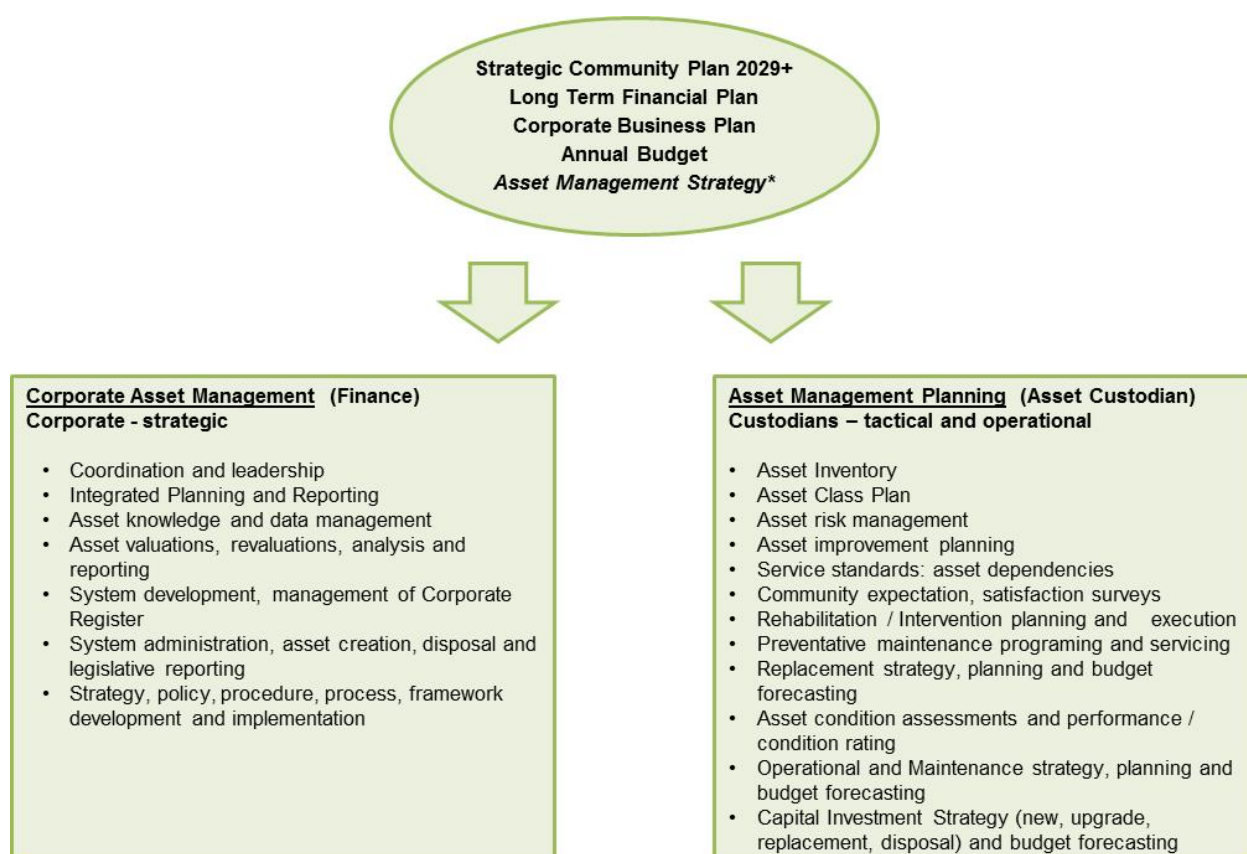 Strategic Community Plan 2029+
Long Term Financial Plan
Corporate Business Plan
Annual Budget
Asset Management Strategy*
Corporate Asset Management (Finance)
Corporate - strategic
• Coordination and leadership
• Integrated Planning and Reporting
• Asset knowledge and data management
• Asset valuations, revaluations, analysis and
reporting
• System development, management of Corporate
Register
• System administration, asset creation, disposal and
legislative reporting
• Strategy, policy, procedure, process, framework
development and implementation
Asset Management Planning (Asset Custodian)
Custodians – tactical and operational
• Asset Inventory
• Asset Class Plan
• Asset risk management
• Asset improvement planning
• Service standards: asset dependencies
• Community expectation, satisfaction surveys
• Rehabilitation / Intervention planning and execution
• Preventative maintenance programing and servicing
• Replacement strategy, planning and budget
forecasting
• Asset condition assessments and performance /
condition rating
• Operational and Maintenance strategy, planning and
budget forecasting
• Capital Investment Strategy (new, upgrade,
replacement, disposal) and budget forecasting